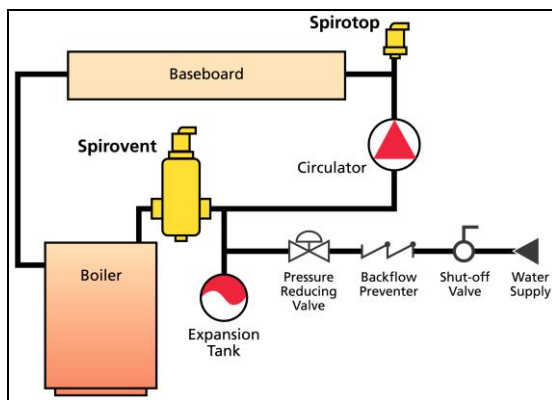 Spirotop
Baseboard
Spirovent
Circulator
Boiler
Expansion
Tank
Pressure
Reducing
Valve
Backflow
Preventer
Shut-off
Valve
Water
Supply